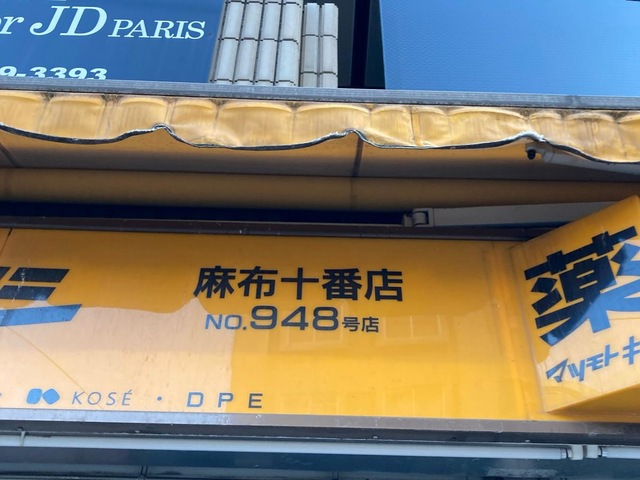 or JD PARIS
9-3393
麻布十番店
NO.948号店
KOSÉ · DPE
薬
マツモトキ